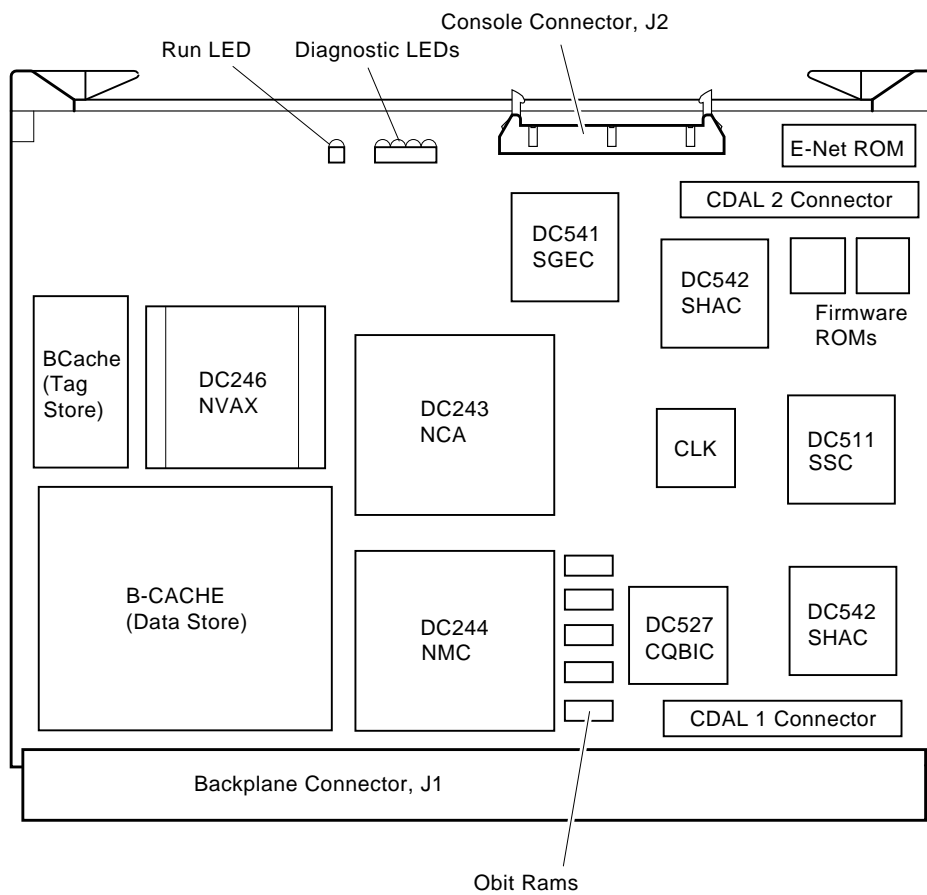 Console Connector, J2
Run LED
Diagnostic LEDs
E-Net ROM
CDAL 2 Connector
DC541
SGEC
DC542
SHAC
Firmware
ROMs
BCache
(Tag
Store)
DC246
NVAX
DC243
NCA
CLK
DC511
SSC
B-CACHE
(Data Store)
DC244
NMC
DC527
CQBIC
DC542
SHAC
CDAL 1 Connector
Backplane Connector, J1
Obit Rams